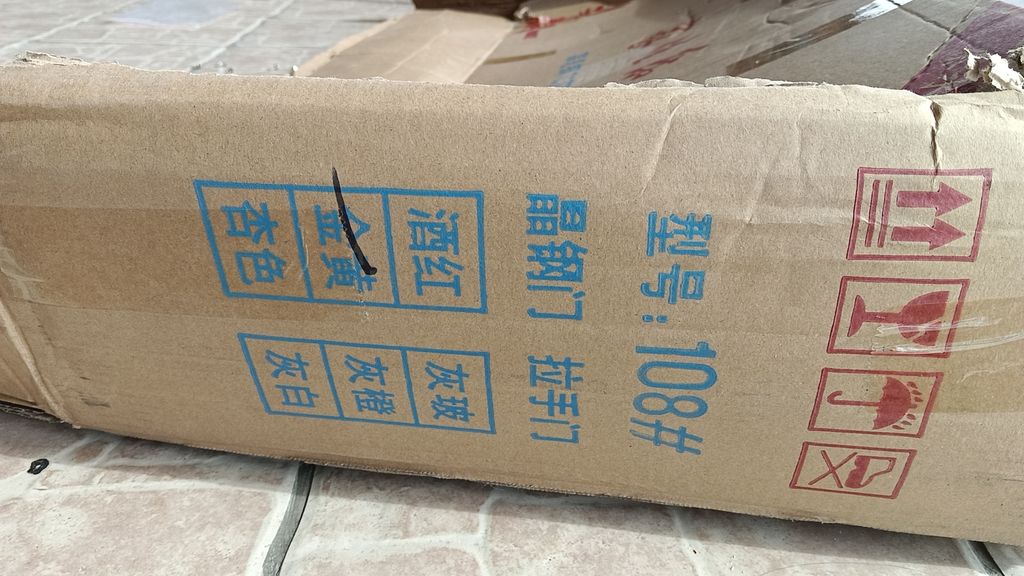 型号:108#
晶钢门 拉手门
酒红 灰玻
金黄 灰橙
杏色 灰白